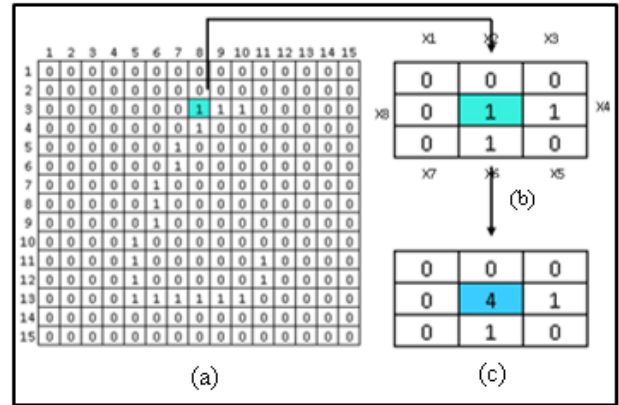 1 2 3 4 5 6 7 8 9 10 11 12 13 14 15
1 0 0 0 0 0 0 0 0 0 0 0 0 0 0 0
2 0 0 0 0 0 0 0 0 0 0 0 0 0 0 0
3 0 0 0 0 0 0 0 1 1 1 0 0 0 0 0
4 0 0 0 0 0 0 0 1 0 0 0 0 0 0 0
5 0 0 0 0 0 0 1 0 0 0 0 0 0 0 0
6 0 0 0 0 0 0 1 0 0 0 0 0 0 0 0
7 0 0 0 0 0 1 0 0 0 0 0 0 0 0 0
8 0 0 0 0 0 1 0 0 0 0 0 0 0 0 0
9 0 0 0 0 0 1 0 0 0 0 0 0 0 0 0
10 0 0 0 0 1 0 0 0 0 0 0 0 0 0 0
11 0 0 0 0 1 0 0 0 0 0 1 0 0 0 0
12 0 0 0 0 1 0 0 0 0 0 1 0 0 0 0
13 0 0 0 0 1 1 1 1 1 1 0 0 0 0 0
14 0 0 0 0 0 0 0 0 0 0 0 0 0 0 0
15 0 0 0 0 0 0 0 0 0 0 0 0 0 0 0
(a)
X1 X2 X3
0 0 0
X8 0 1 1 X4
0 1 0
X7 X6 X5
(b)
0 0 0
0 4 1
0 1 0
(c)